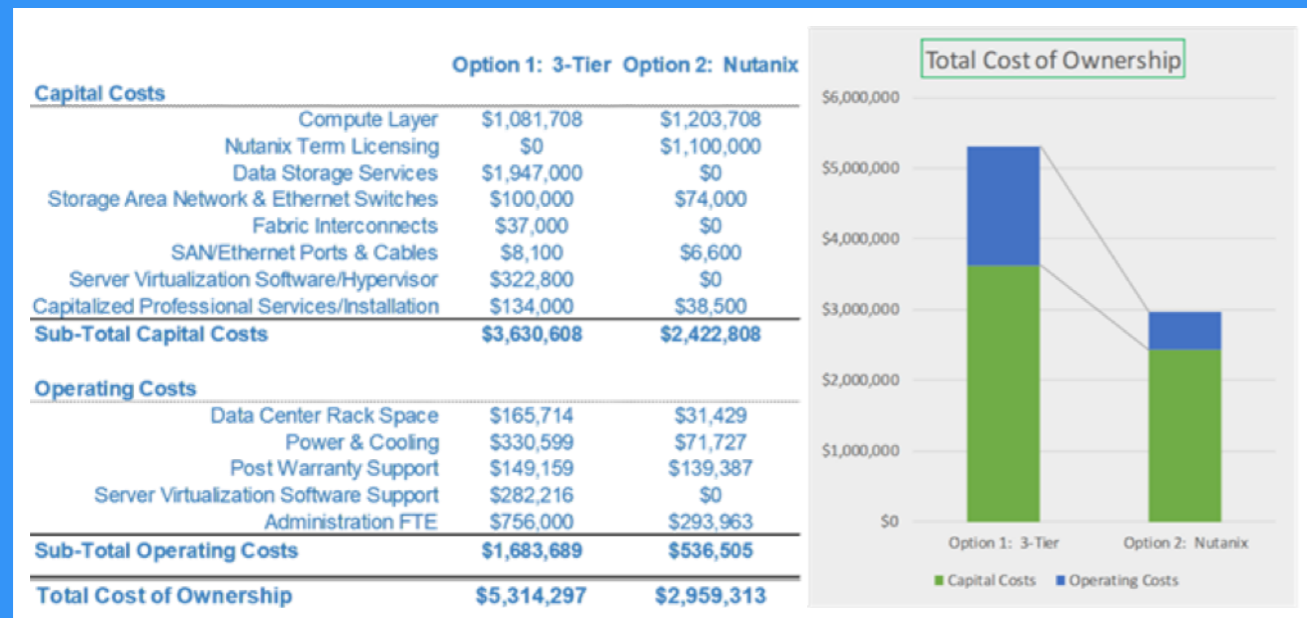 Option 1: 3-Tier Option 2: Nutanix
Capital Costs
Compute Layer $1,081,708 $1,203,708
Nutanix Term Licensing $0 $1,100,000
Data Storage Services $1,947,000 $0
Storage Area Network & Ethernet Switches $100,000 $74,000
Fabric Interconnects $37,000 $0
SAN/Ethernet Ports & Cables $8,100 $6,600
Server Virtualization Software/Hypervisor $322,800 $0
Capitalized Professional Services/Installation $134,000 $38,500
Sub-Total Capital Costs $3,630,608 $2,422,808
Operating Costs
Data Center Rack Space $165,714 $31,429
Power & Cooling $330,599 $71,727
Post Warranty Support $149,159 $139,387
Server Virtualization Software Support $282,216 $0
Administration FTE $756,000 $293,963
Sub-Total Operating Costs $1,683,689 $536,505
Total Cost of Ownership $5,314,297 $2,959,313
Total Cost of Ownership
$6,000,000
$5,000,000
$4,000,000
$3,000,000
$2,000,000
$1,000,000
$0
Option 1: 3-Tier Option 2: Nutanix
Capital Costs Operating Costs